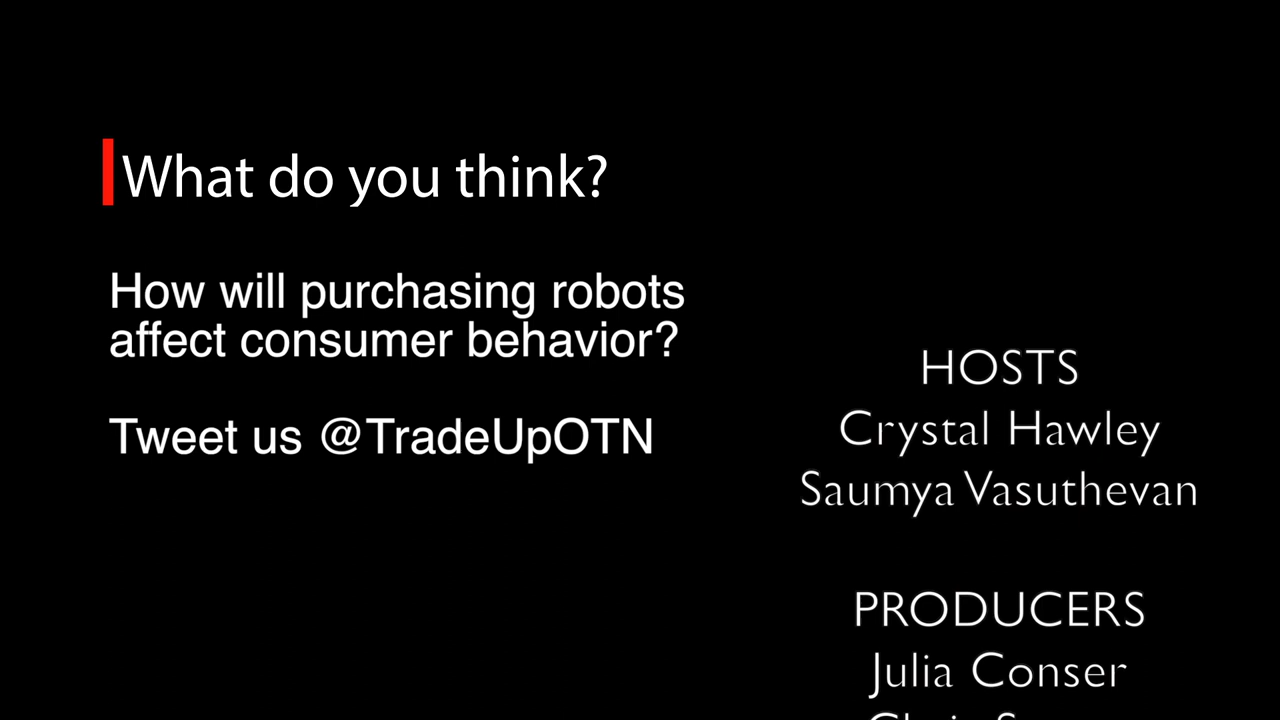 What do you think?
How will purchasing robots
affect consumer behavior?
Tweet us @TradeUpOTN
HOSTS
Crystal Hawley
Saumya Vasuthevan
PRODUCERS
Julia Conser